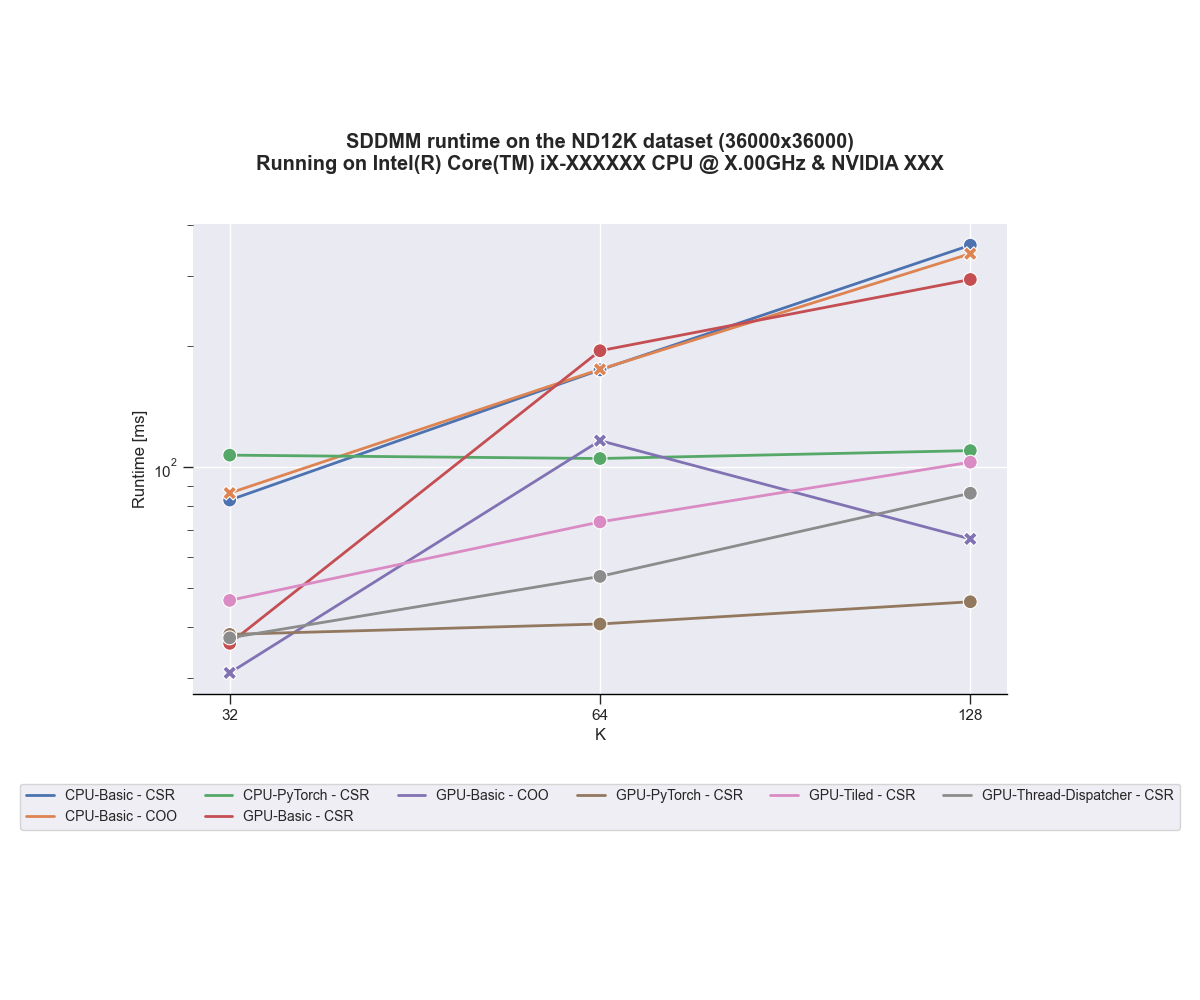 SDDMM runtime on the ND12K dataset (36000x36000)
Running on Intel(R) Core(TM) iX-XXXXXX CPU @ X.00GHz & NVIDIA XXX
Runtime [ms]
10^2
32 64 128
K
CPU-Basic - CSR CPU-PyTorch - CSR GPU-Basic - COO GPU-PyTorch - CSR GPU-Tiled - CSR GPU-Thread-Dispatcher - CSR
CPU-Basic - COO GPU-Basic - CSR